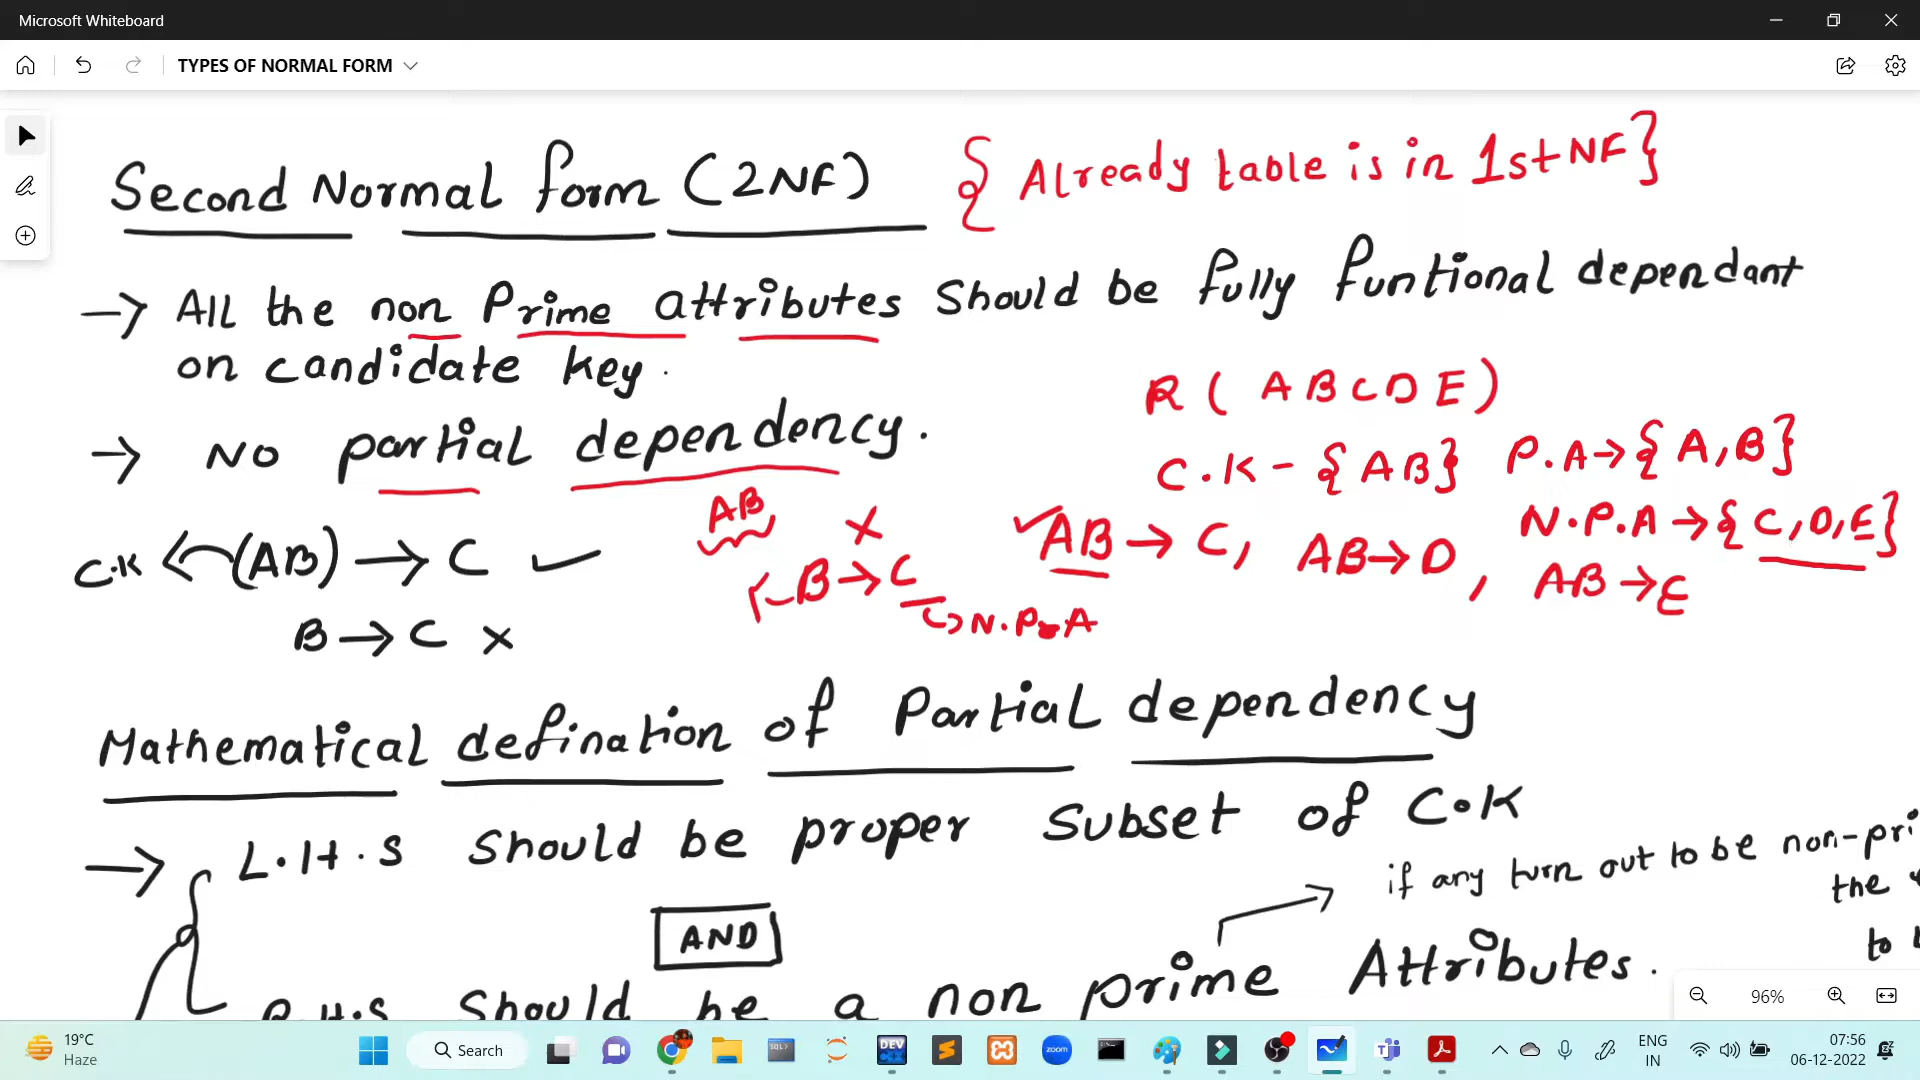 Microsoft Whiteboard
TYPES OF NORMAL FORM
Second Normal form (2NF) { Already table is in 1st NF}
→ All the non Prime attributes Should be fully funtional dependant
on candidate key.
R ( A B C D E )
→ NO partial dependency.
C.K - { AB} P.A → { A, B}
N.P.A → { C, D, E}
AB
×
C.K (AB) → C ✓
B → C
✓ AB → C, AB → D, AB → E
N.P.A
B → C ×
Mathematical defination of Partial dependency
→ L.H.S Should be proper Subset of C.K
if any turn out to be non-pri
the
to
AND
R.H.S Should be a non prime Attributes.
96%
19°C
Haze
Search
SQL
DEV
zoom
ENG
IN
07:56
06-12-2022